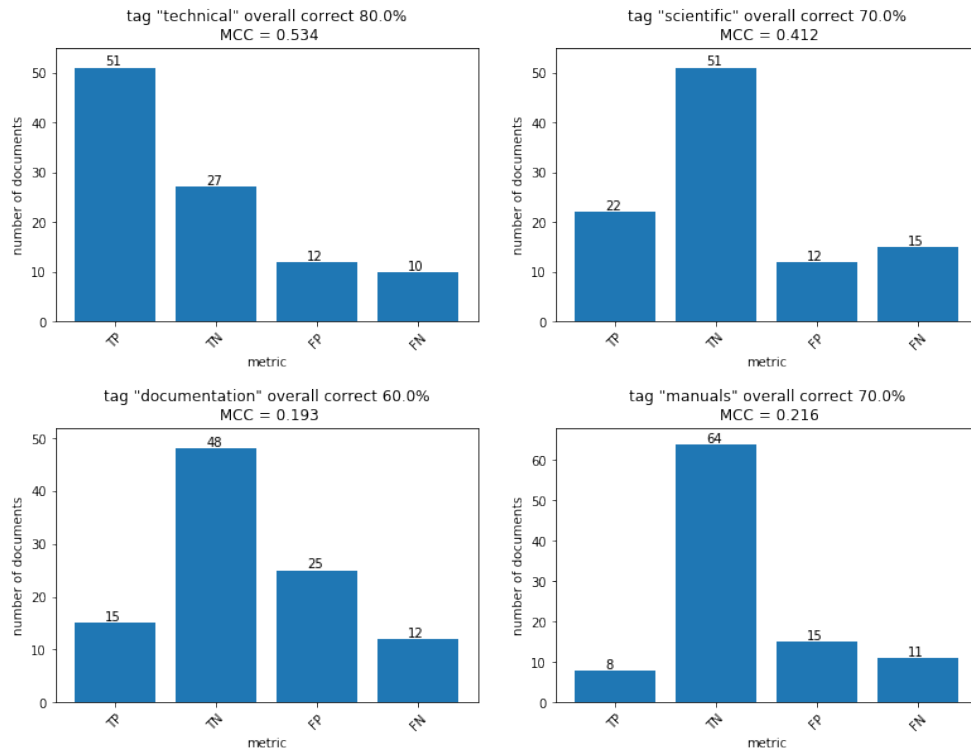 tag "technical" overall correct 80.0%
MCC = 0.534
number of documents
50
40
30
20
10
0
51
27
12
10
TP
TN
FP
FN
metric
tag "scientific" overall correct 70.0%
MCC = 0.412
number of documents
50
40
30
20
10
0
22
51
12
15
TP
TN
FP
FN
metric
tag "documentation" overall correct 60.0%
MCC = 0.193
number of documents
50
40
30
20
10
0
15
48
25
12
TP
TN
FP
FN
metric
tag "manuals" overall correct 70.0%
MCC = 0.216
number of documents
60
50
40
30
20
10
0
8
64
15
11
TP
TN
FP
FN
metric